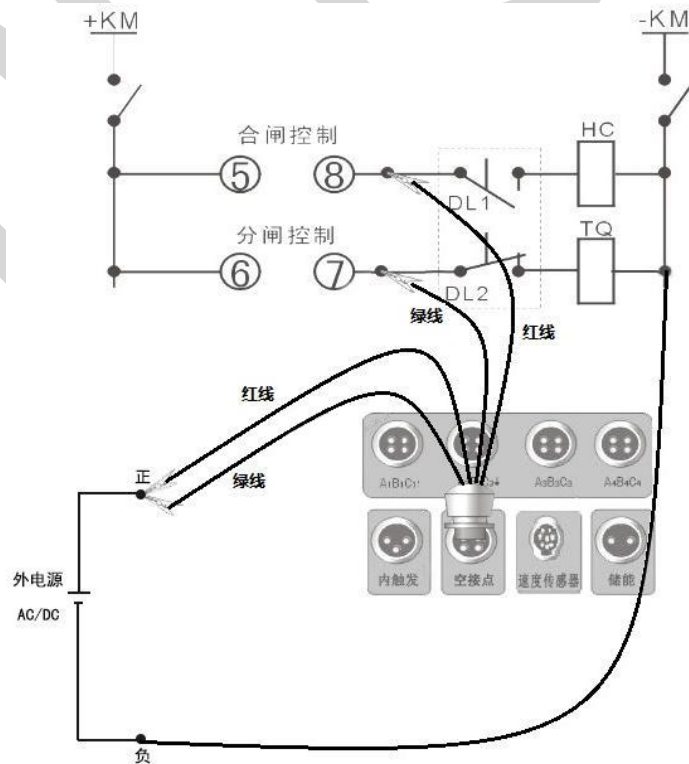 +KM
-KM
合闸控制
HC
⑤
⑧
DL1
分闸控制
TQ
⑥
⑦
DL2
绿线
红线
红线
绿线
正
A₁B₁C₁
A₃B₃C₃
A₄B₄C₄
内触发
空接点
速度传感器
储能
外电源
AC/DC
负